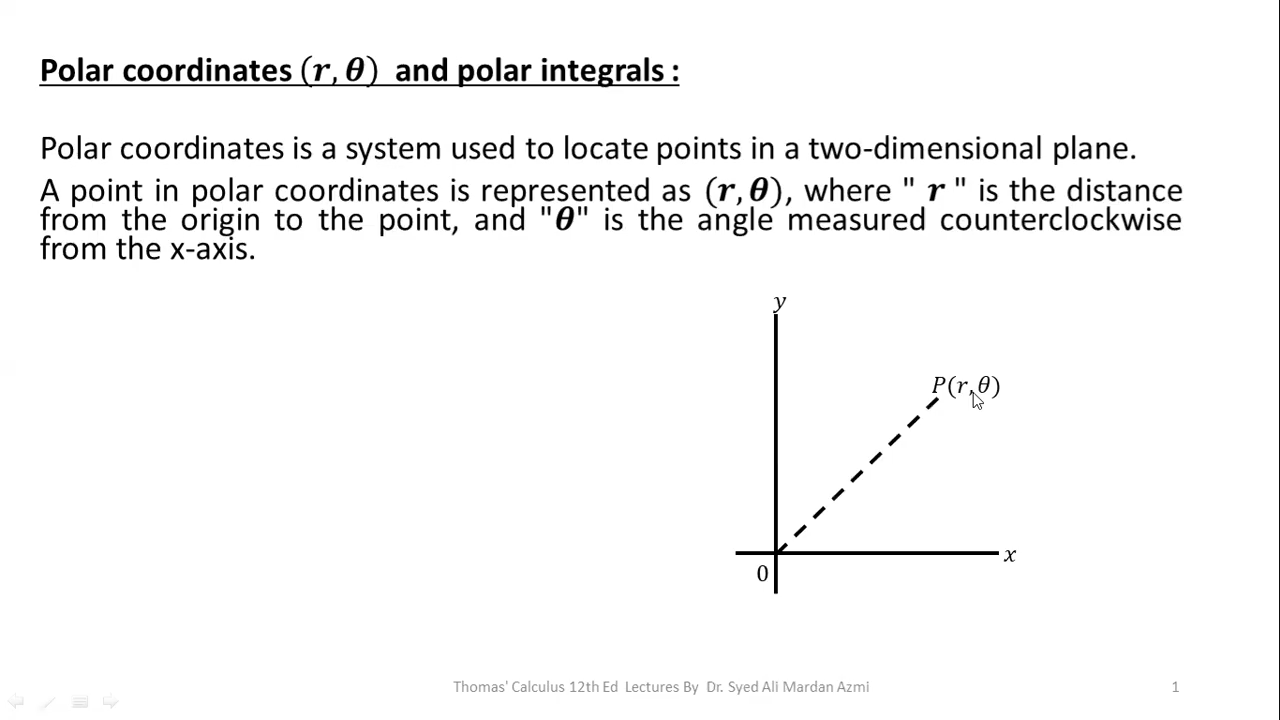 Polar coordinates (r, θ) and polar integrals :
Polar coordinates is a system used to locate points in a two-dimensional plane.
A point in polar coordinates is represented as (r, θ), where " r " is the distance
from the origin to the point, and "θ" is the angle measured counterclockwise
from the x-axis.
y
P(r, θ)
x
0
Thomas' Calculus 12th Ed Lectures By Dr. Syed Ali Mardan Azmi
1